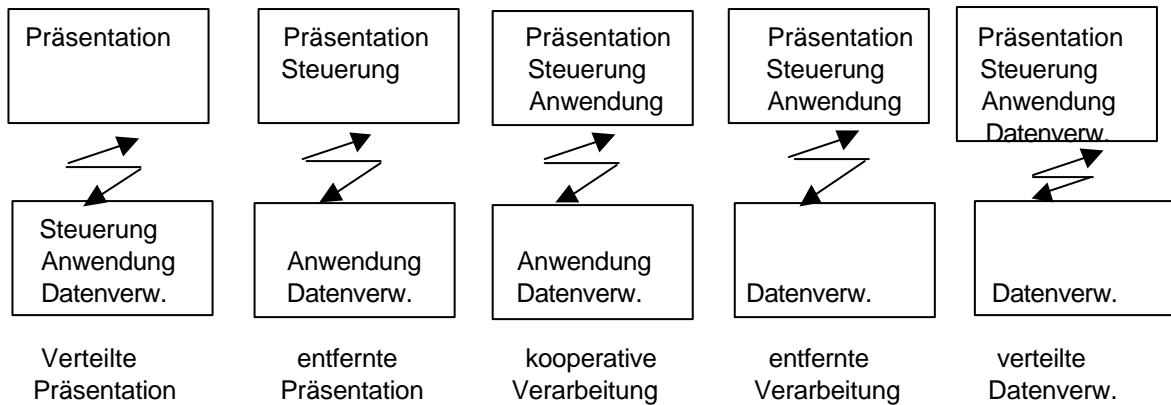 Präsentation
Präsentation
Steuerung
Präsentation
Steuerung
Anwendung
Präsentation
Steuerung
Anwendung
Präsentation
Steuerung
Anwendung
Datenverw.
Steuerung
Anwendung
Datenverw.
Anwendung
Datenverw.
Anwendung
Datenverw.
Datenverw.
Datenverw.
Verteilte
Präsentation
entfernte
Präsentation
kooperative
Verarbeitung
entfernte
Verarbeitung
verteilte
Datenverw.